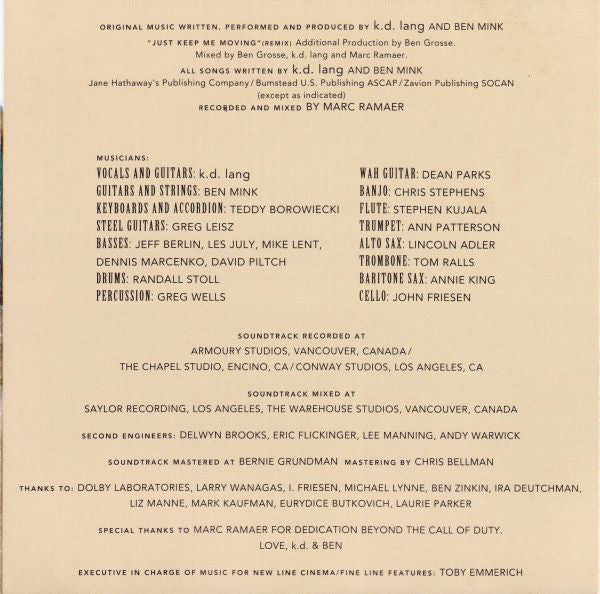 ORIGINAL MUSIC WRITTEN, PERFORMED AND PRODUCED BY k.d. lang AND BEN MINK
"JUST KEEP ME MOVING" (REMIX) Additional Production by Ben Grosse.
Mixed by Ben Grosse, k.d. lang and Marc Ramaer.
ALL SONGS WRITTEN BY k.d. lang AND BEN MINK
Jane Hathaway's Publishing Company / Bumstead U.S. Publishing ASCAP / Zavion Publishing SOCAN
(except as indicated)
RECORDED AND MIXED BY MARC RAMAER
MUSICIANS:
VOCALS AND GUITARS: k.d. lang
GUITARS AND STRINGS: BEN MINK
KEYBOARDS AND ACCORDION: TEDDY BOROWIECKI
STEEL GUITARS: GREG LEISZ
BASSES: JEFF BERLIN, LES JULY, MIKE LENT,
DENNIS MARCENKO, DAVID PILTCH
DRUMS: RANDALL STOLL
PERCUSSION: GREG WELLS
WAH GUITAR: DEAN PARKS
BANJO: CHRIS STEPHENS
FLUTE: STEPHEN KUJALA
TRUMPET: ANN PATTERSON
ALTO SAX: LINCOLN ADLER
TROMBONE: TOM RALLS
BARITONE SAX: ANNIE KING
CELLO: JOHN FRIESEN
SOUNDTRACK RECORDED AT
ARMOURY STUDIOS, VANCOUVER, CANADA /
THE CHAPEL STUDIO, ENCINO, CA / CONWAY STUDIOS, LOS ANGELES, CA
SOUNDTRACK MIXED AT
SAYLOR RECORDING, LOS ANGELES, THE WAREHOUSE STUDIOS, VANCOUVER, CANADA
SECOND ENGINEERS: DELWYN BROOKS, ERIC FLICKINGER, LEE MANNING, ANDY WARWICK
SOUNDTRACK MASTERED AT BERNIE GRUNDMAN MASTERING BY CHRIS BELLMAN
THANKS TO: DOLBY LABORATORIES, LARRY WANAGAS, I. FRIESEN, MICHAEL LYNNE, BEN ZINKIN, IRA DEUTCHMAN,
LIZ MANNE, MARK KAUFMAN, EURYDICE BUTKOVICH, LAURIE PARKER
SPECIAL THANKS TO MARC RAMAER FOR DEDICATION BEYOND THE CALL OF DUTY.
LOVE, k.d. & BEN
EXECUTIVE IN CHARGE OF MUSIC FOR NEW LINE CINEMA/FINE LINE FEATURES: TOBY EMMERICH